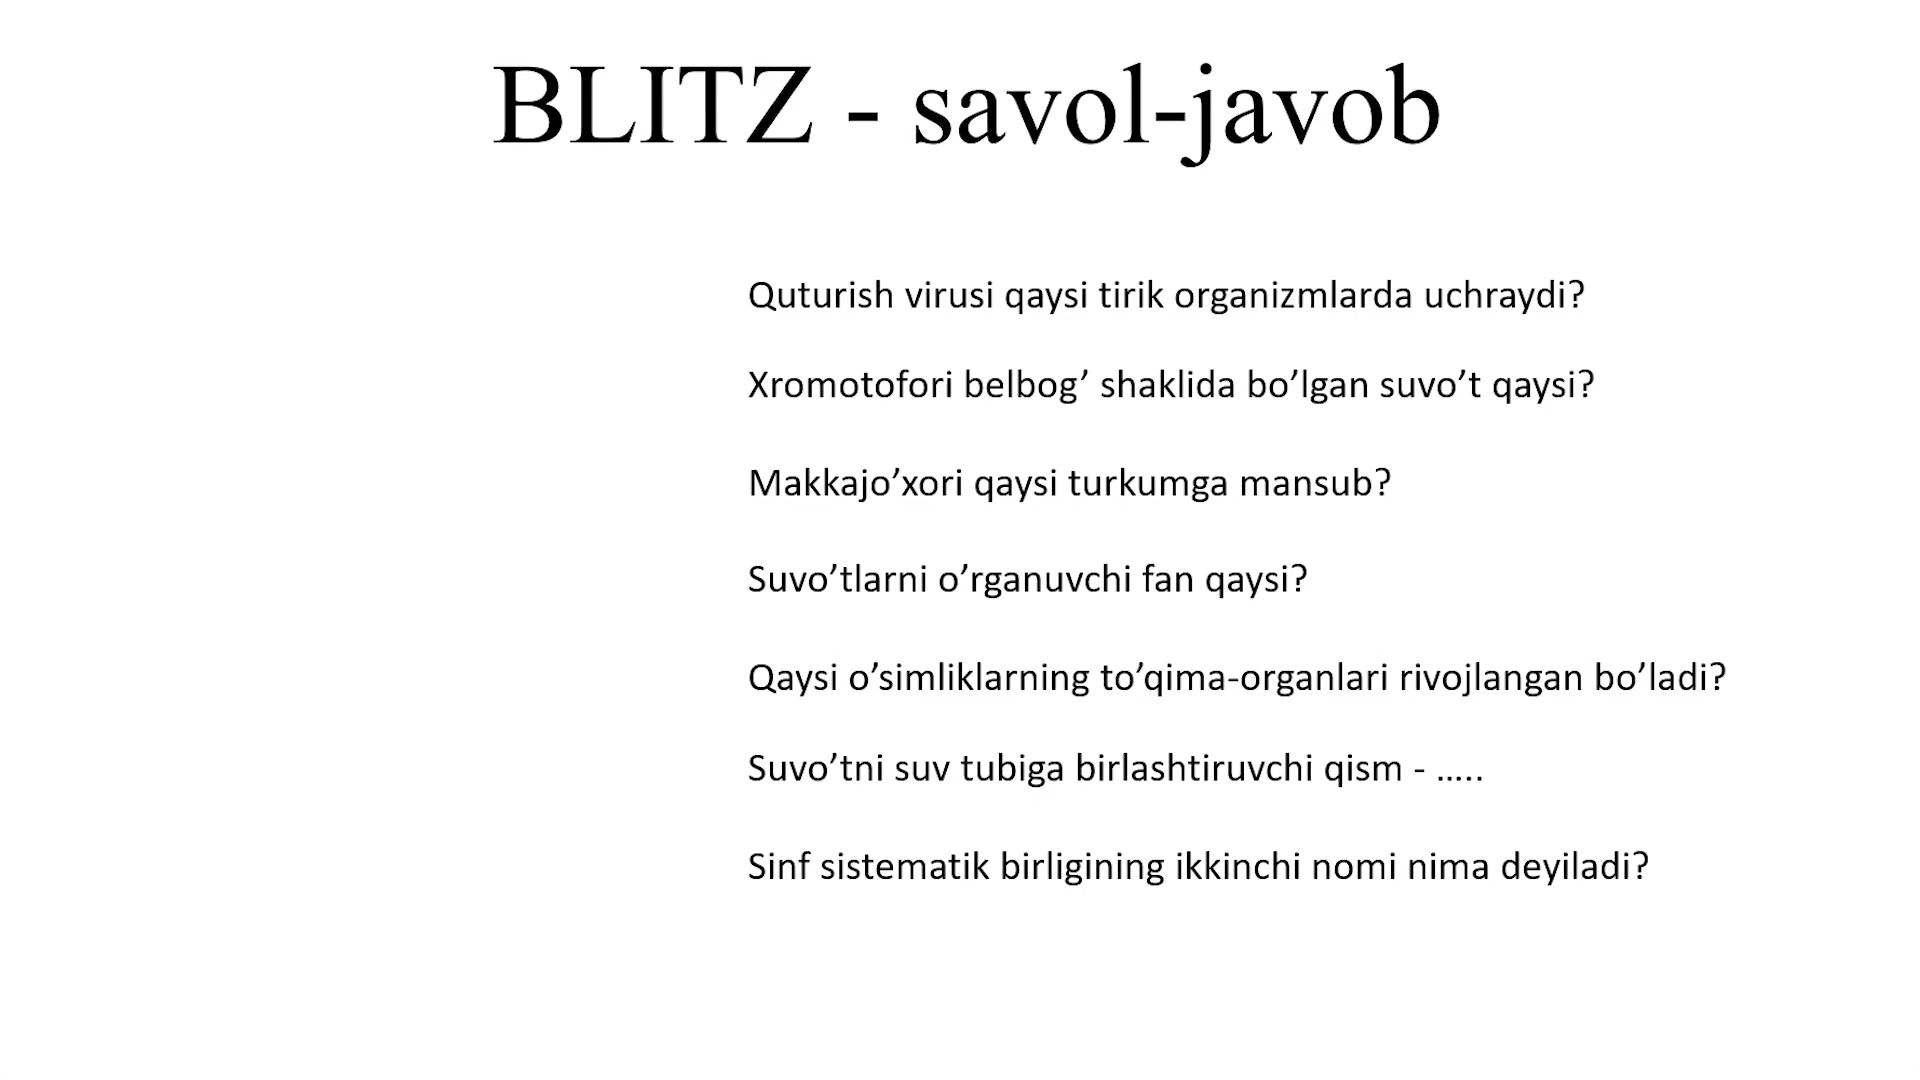 BLITZ - savol-javob
Quturish virusi qaysi tirik organizmlarda uchraydi?
Xromotofori belbog’ shaklida bo’lgan suvo’t qaysi?
Makkajo’xori qaysi turkumga mansub?
Suvo’tlarni o’rganuvchi fan qaysi?
Qaysi o’simliklarning to’qima-organlari rivojlangan bo’ladi?
Suvo’tni suv tubiga birlashtiruvchi qism - .....
Sinf sistematik birligining ikkinchi nomi nima deyiladi?